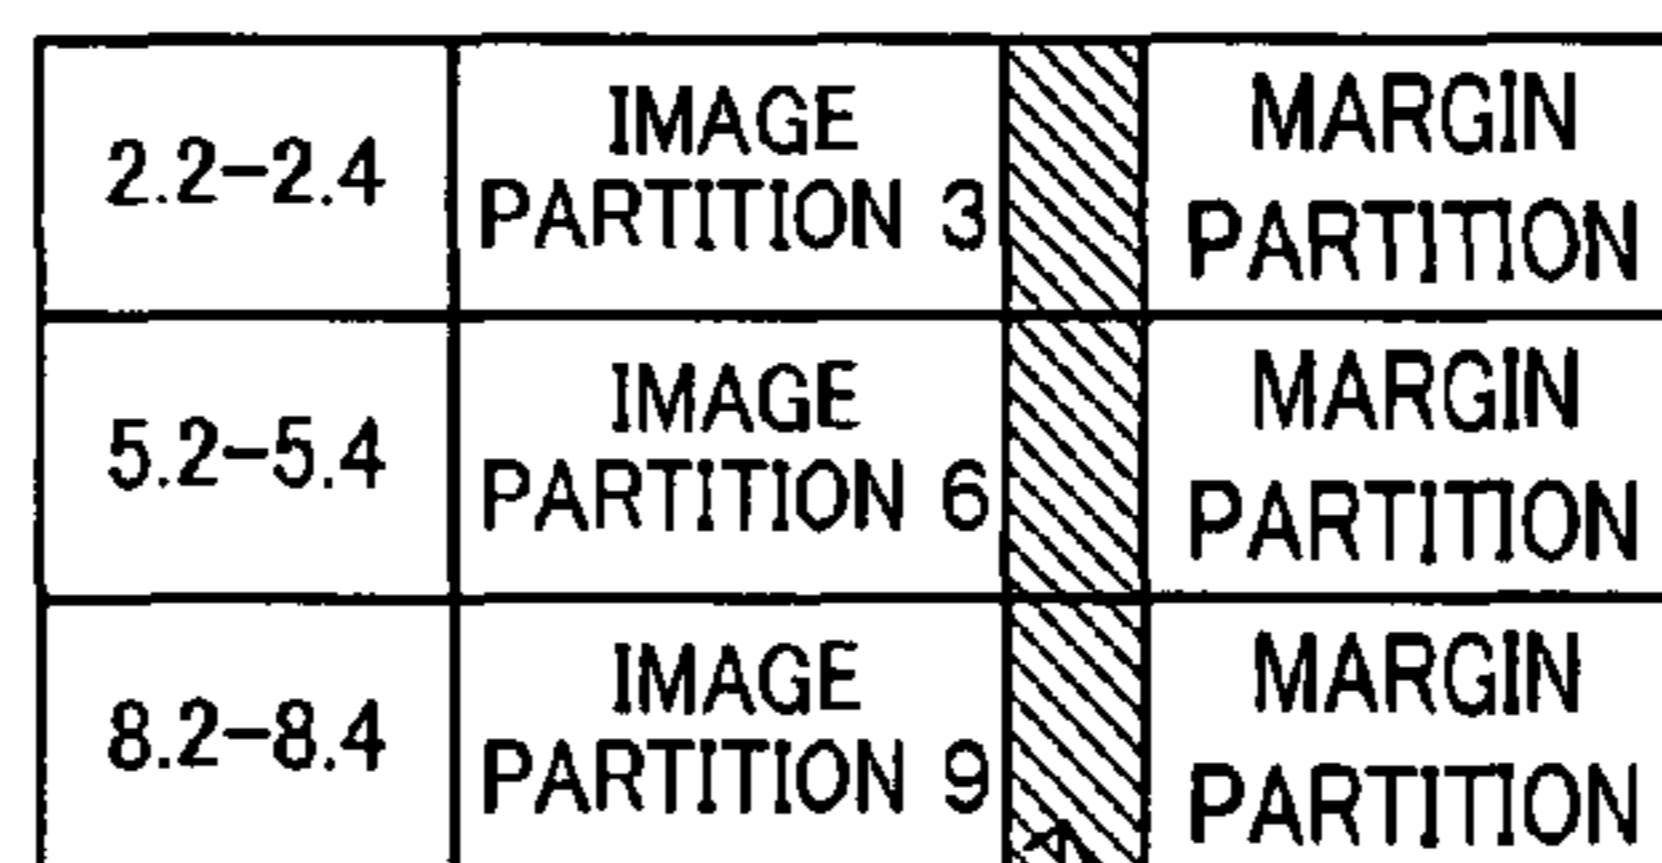 2.2-2.4
IMAGE
PARTITION 3
MARGIN
PARTITION
5.2-5.4
IMAGE
PARTITION 6
MARGIN
PARTITION
8.2-8.4
IMAGE
PARTITION 9
MARGIN
PARTITION